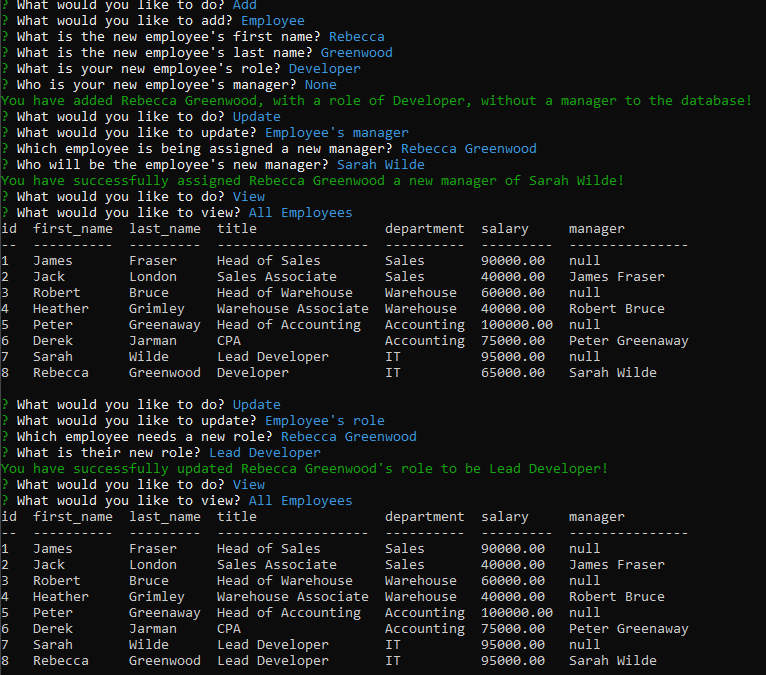 ? What would you like to do? Add
? What would you like to add? Employee
? What is the new employee's first name? Rebecca
? What is the new employee's last name? Greenwood
? What is your new employee's role? Developer
? Who is your new employee's manager? None
You have added Rebecca Greenwood, with a role of Developer, without a manager to the database!
? What would you like to do? Update
? What would you like to update? Employee's manager
? Which employee is being assigned a new manager? Rebecca Greenwood
? Who will be the employee's new manager? Sarah Wilde
You have successfully assigned Rebecca Greenwood a new manager of Sarah Wilde!
? What would you like to do? View
? What would you like to view? All Employees
id  first_name  last_name  title                department  salary     manager
--  ----------  ---------  -------------------  ----------  ---------  ---------------
1   James       Fraser     Head of Sales        Sales       90000.00   null
2   Jack        London     Sales Associate      Sales       40000.00   James Fraser
3   Robert      Bruce      Head of Warehouse    Warehouse   60000.00   null
4   Heather     Grimley    Warehouse Associate  Warehouse   40000.00   Robert Bruce
5   Peter       Greenaway  Head of Accounting   Accounting  100000.00  null
6   Derek       Jarman     CPA                  Accounting  75000.00   Peter Greenaway
7   Sarah       Wilde      Lead Developer       IT          95000.00   null
8   Rebecca     Greenwood  Developer            IT          65000.00   Sarah Wilde
? What would you like to do? Update
? What would you like to update? Employee's role
? Which employee needs a new role? Rebecca Greenwood
? What is their new role? Lead Developer
You have successfully updated Rebecca Greenwood's role to be Lead Developer!
? What would you like to do? View
? What would you like to view? All Employees
id  first_name  last_name  title                department  salary     manager
--  ----------  ---------  -------------------  ----------  ---------  ---------------
1   James       Fraser     Head of Sales        Sales       90000.00   null
2   Jack        London     Sales Associate      Sales       40000.00   James Fraser
3   Robert      Bruce      Head of Warehouse    Warehouse   60000.00   null
4   Heather     Grimley    Warehouse Associate  Warehouse   40000.00   Robert Bruce
5   Peter       Greenaway  Head of Accounting   Accounting  100000.00  null
6   Derek       Jarman     CPA                  Accounting  75000.00   Peter Greenaway
7   Sarah       Wilde      Lead Developer       IT          95000.00   null
8   Rebecca     Greenwood  Lead Developer       IT          95000.00   Sarah Wilde